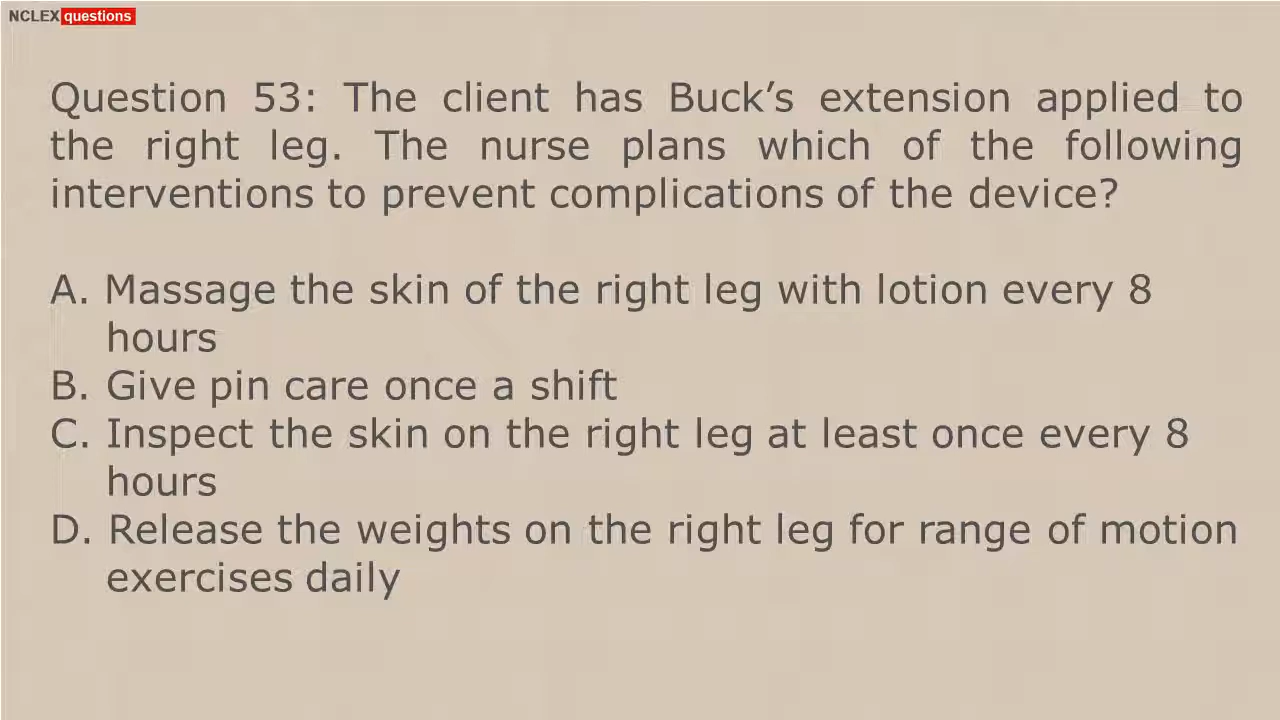 NCLEX questions
Question 53: The client has Buck’s extension applied to
the right leg. The nurse plans which of the following
interventions to prevent complications of the device?
A. Massage the skin of the right leg with lotion every 8
hours
B. Give pin care once a shift
C. Inspect the skin on the right leg at least once every 8
hours
D. Release the weights on the right leg for range of motion
exercises daily